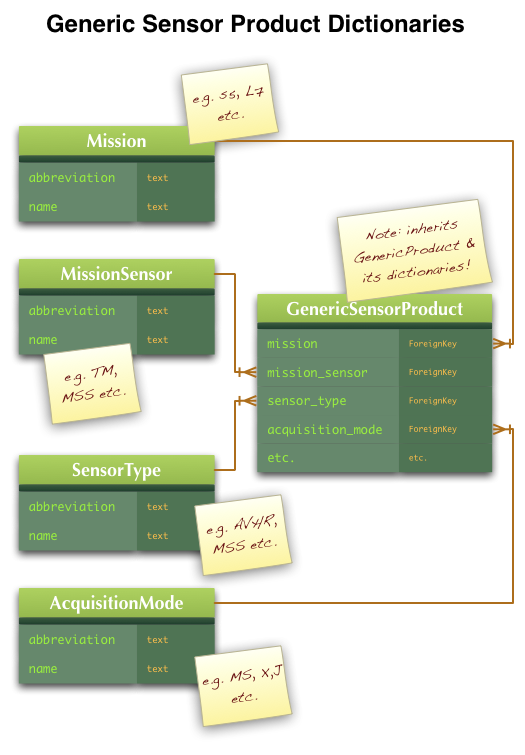 Generic Sensor Product Dictionaries
e.g. s5, L7
etc.
Mission
abbreviation text
name text
Note: inherits
GenericProduct &
its dictionaries!
MissionSensor
abbreviation text
name text
e.g. TM,
MSS etc.
GenericSensorProduct
mission ForeignKey
mission_sensor ForeignKey
sensor_type ForeignKey
acquisition_mode ForeignKey
etc. etc.
SensorType
abbreviation text
name text
e.g. AVHR,
MSS etc.
AcquisitionMode
abbreviation text
name text
e.g. MS, X,J
etc.